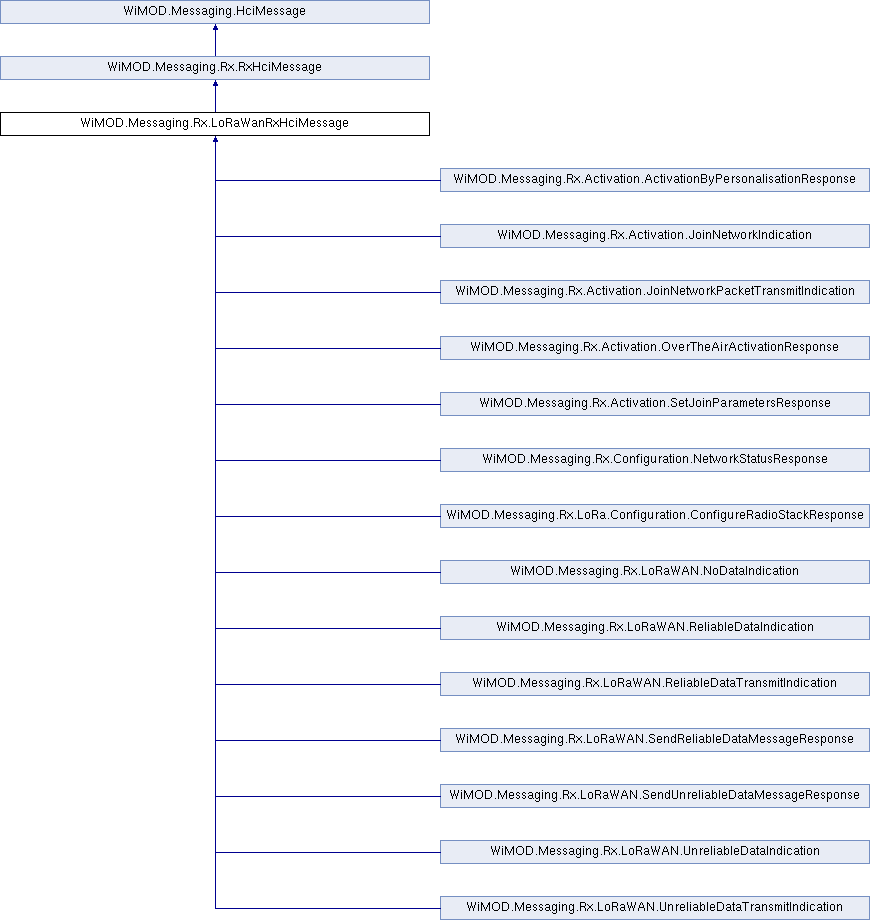 WiMOD.Messaging.HciMessage
WiMOD.Messaging.Rx.RxHciMessage
WiMOD.Messaging.Rx.LoRaWanRxHciMessage
WiMOD.Messaging.Rx.Activation.ActivationByPersonalisationResponse
WiMOD.Messaging.Rx.Activation.JoinNetworkIndication
WiMOD.Messaging.Rx.Activation.JoinNetworkPacketTransmitIndication
WiMOD.Messaging.Rx.Activation.OverTheAirActivationResponse
WiMOD.Messaging.Rx.Activation.SetJoinParametersResponse
WiMOD.Messaging.Rx.Configuration.NetworkStatusResponse
WiMOD.Messaging.Rx.LoRa.Configuration.ConfigureRadioStackResponse
WiMOD.Messaging.Rx.LoRaWAN.NoDataIndication
WiMOD.Messaging.Rx.LoRaWAN.ReliableDataIndication
WiMOD.Messaging.Rx.LoRaWAN.ReliableDataTransmitIndication
WiMOD.Messaging.Rx.LoRaWAN.SendReliableDataMessageResponse
WiMOD.Messaging.Rx.LoRaWAN.SendUnreliableDataMessageResponse
WiMOD.Messaging.Rx.LoRaWAN.UnreliableDataIndication
WiMOD.Messaging.Rx.LoRaWAN.UnreliableDataTransmitIndication